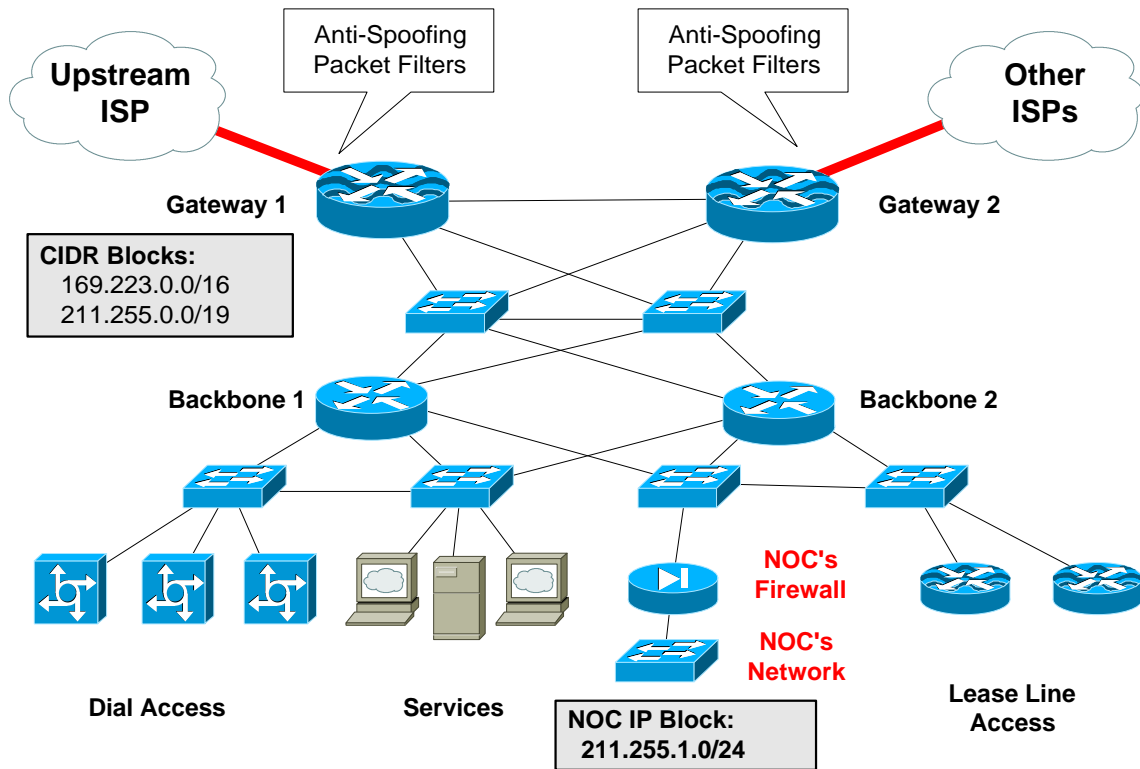 Anti-Spoofing
Packet Filters
Anti-Spoofing
Packet Filters
Upstream
ISP
Other
ISPs
Gateway 1
Gateway 2
CIDR Blocks:
169.223.0.0/16
211.255.0.0/19
Backbone 1
Backbone 2
NOC's
Firewall
NOC's
Network
Dial Access
Services
Lease Line
Access
NOC IP Block:
211.255.1.0/24